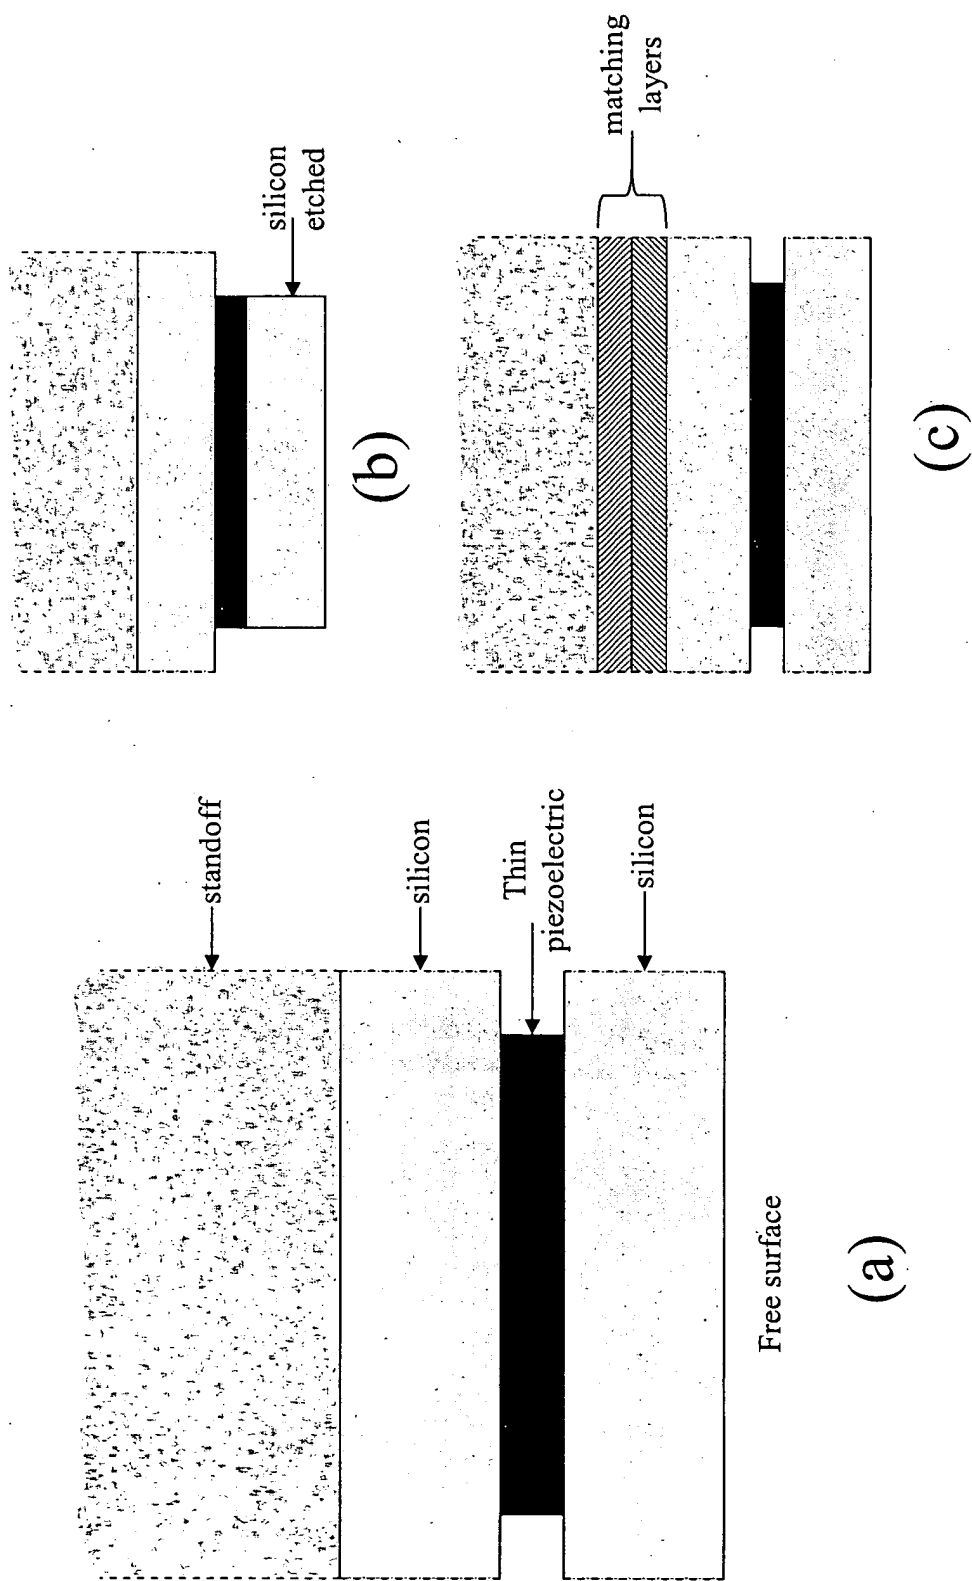 standoff
silicon
Thin
piezoelectric
silicon
Free surface
(a)
silicon
etched
(b)
matching
layers
(c)